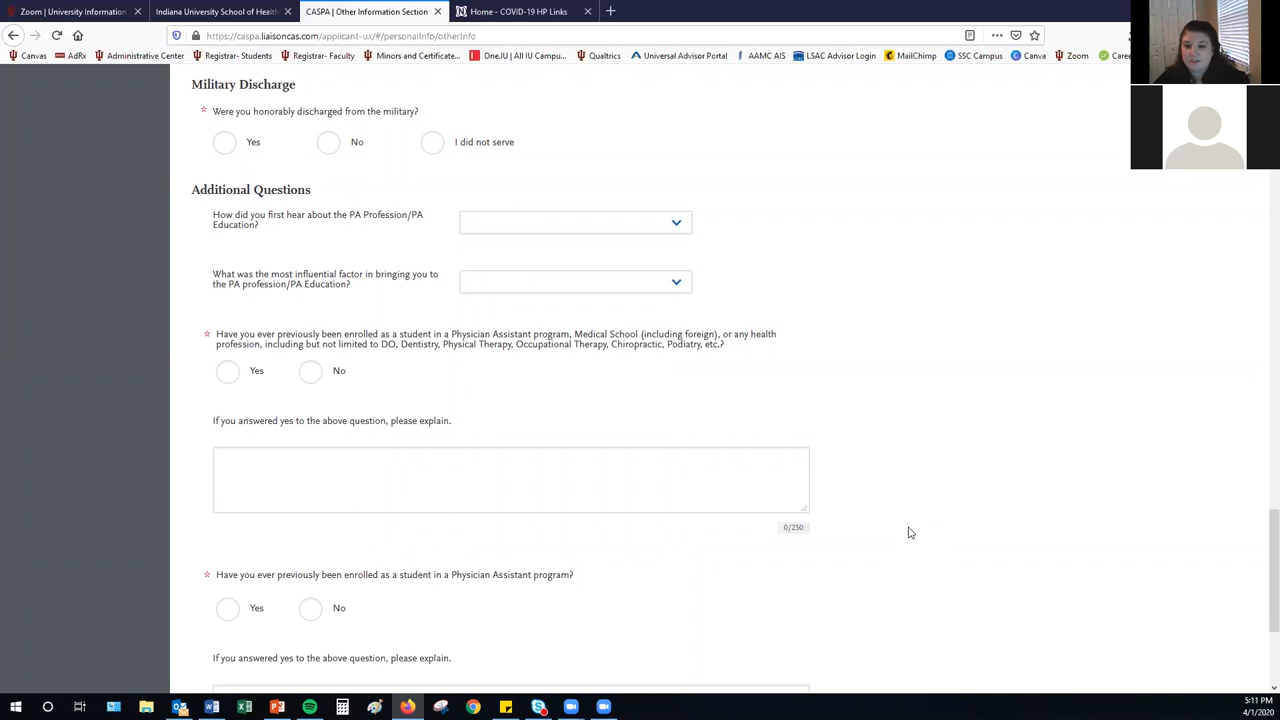 Zoom | University Information
Indiana University School of Health
CASPA | Other Information Section
Home - COVID-19 HP Links
https://caspa.liaisoncas.com/applicant-ux/#/personalInfo/otherInfo
Canvas
AdRx
Administrative Center
Registrar- Students
Registrar- Faculty
Minors and Certificate...
One.IU | All IU Campu...
Qualtrics
Universal Advisor Portal
AAMC AIS
LSAC Advisor Login
MailChimp
SSC Campus
Canva
Zoom
Military Discharge
Were you honorably discharged from the military?
Yes
No
I did not serve
Additional Questions
How did you first hear about the PA Profession/PA
Education?
What was the most influential factor in bringing you to
the PA profession/PA Education?
Have you ever previously been enrolled as a student in a Physician Assistant program, Medical School (including foreign), or any health
profession, including but not limited to DO, Dentistry, Physical Therapy, Occupational Therapy, Chiropractic, Podiatry, etc.?
Yes
No
If you answered yes to the above question, please explain.
0/250
Have you ever previously been enrolled as a student in a Physician Assistant program?
Yes
No
If you answered yes to the above question, please explain.
5:11 PM
4/1/2020